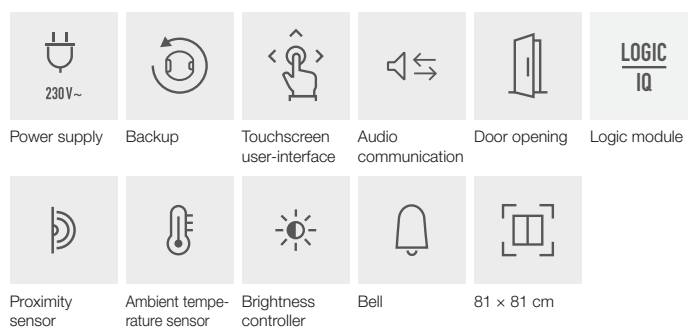 230 V~
LOGIC
IQ
Power supply
Backup
Touchscreen
user-interface
Audio
communication
Door opening
Logic module
Proximity
sensor
Ambient tempe-
rature sensor
Brightness
controller
Bell
81 × 81 cm